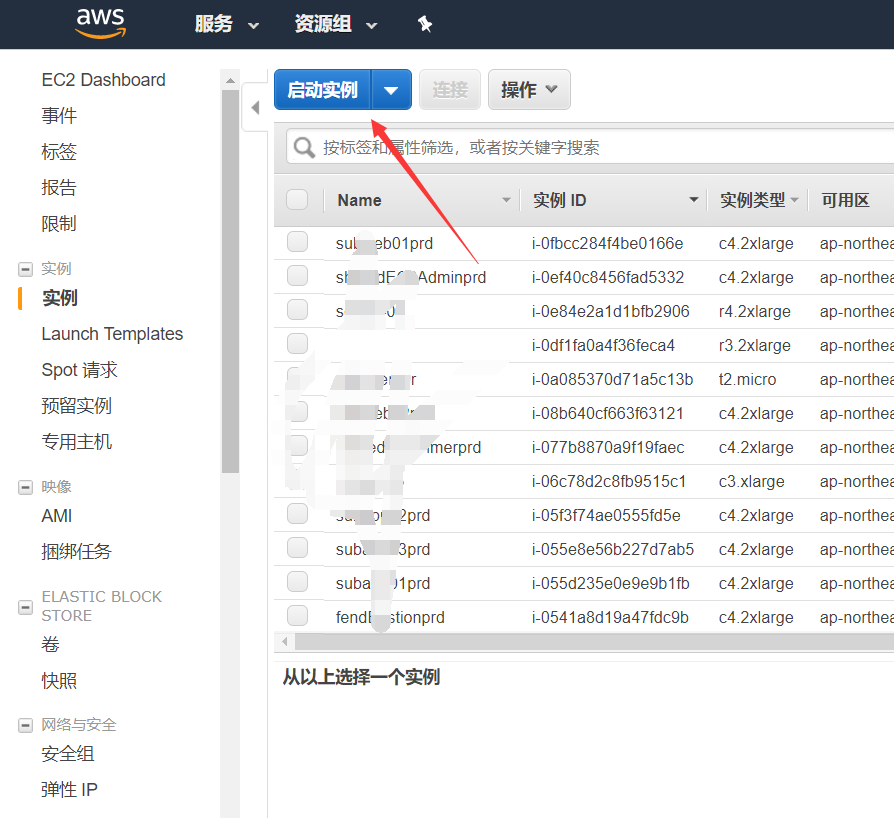 aws 服务 资源组
EC2 Dashboard
事件
标签
报告
限制
实例
实例
Launch Templates
Spot 请求
预留实例
专用主机
映像
AMI
捆绑任务
ELASTIC BLOCK
STORE
卷
快照
网络与安全
安全组
弹性 IP
启动实例 连接 操作
按标签和属性筛选，或者按关键字搜索
Name 实例 ID 实例类型 可用区
i-0fbcc284f4be0166e c4.2xlarge ap-northea
Adminprd i-0ef40c8456fad5332 c4.2xlarge ap-northea
i-0e84e2a1d1bfb2906 r4.2xlarge ap-northea
i-0df1fa0a4f36feca4 r3.2xlarge ap-northea
i-0a085370d71a5c13b t2.micro ap-northea
i-08b640cf663f63121 c4.2xlarge ap-northea
i-077b8870a9f19faec c4.2xlarge ap-northea
i-06c78d2c8fb9515c1 c3.xlarge ap-northea
i-05f3f74ae0555fd5e c4.2xlarge ap-northea
i-055e8e56b227d7ab5 c4.2xlarge ap-northea
i-055d235e0e9e9b1fb c4.2xlarge ap-northea
i-0541a8d19a47fdc9b c4.2xlarge ap-northea
从以上选择一个实例